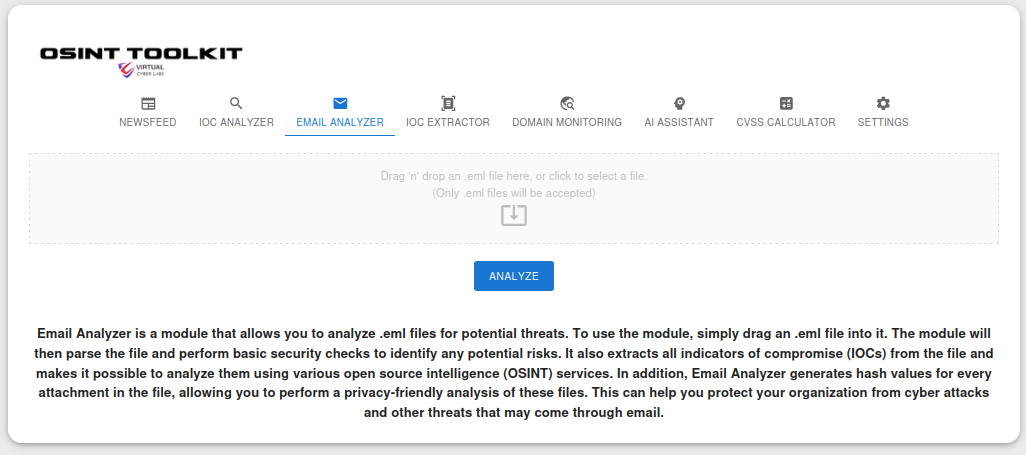 OSINT TOOLKIT
VIRTUAL
CYBER LABS
NEWSFEED
IOC ANALYZER
EMAIL ANALYZER
IOC EXTRACTOR
DOMAIN MONITORING
AI ASSISTANT
CVSS CALCULATOR
SETTINGS
Drag 'n' drop an .eml file here, or click to select a file.
(Only .eml files will be accepted)
ANALYZE
Email Analyzer is a module that allows you to analyze .eml files for potential threats. To use the module, simply drag an .eml file into it. The module will
then parse the file and perform basic security checks to identify any potential risks. It also extracts all indicators of compromise (IOCs) from the file and
makes it possible to analyze them using various open source intelligence (OSINT) services. In addition, Email Analyzer generates hash values for every
attachment in the file, allowing you to perform a privacy-friendly analysis of these files. This can help you protect your organization from cyber attacks
and other threats that may come through email.